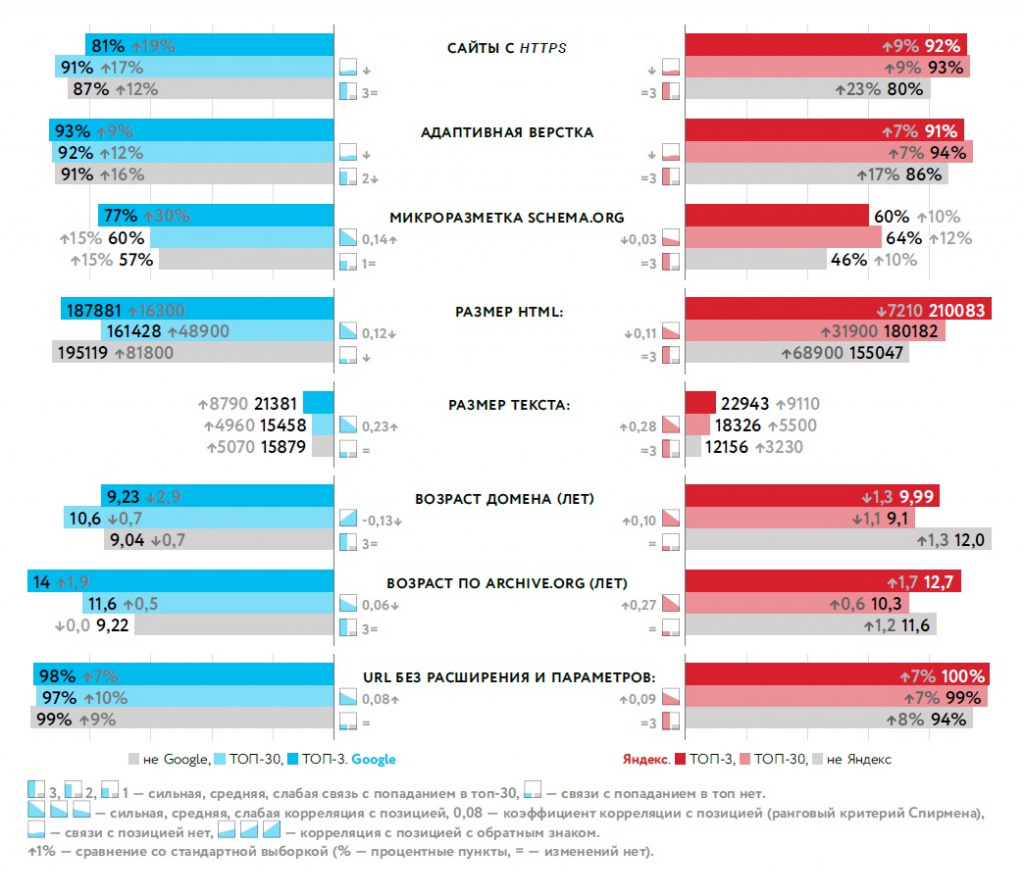 81% ↑19% САЙТЫ С HTTPS ↑9% 92%
91% ↑17% ↓ ↓ ↑9% 93%
87% ↑12% 3= =3 ↑23% 80%
93% ↑9% АДАПТИВНАЯ ВЕРСТКА ↑7% 91%
92% ↑12% ↓ ↓ ↑7% 94%
91% ↑16% 2↓ =3 ↑17% 86%
77% ↑30% МИКРОРАЗМЕТКА SCHEMA.ORG 60% ↑10%
↑15% 60% 0,14↑ ↓0,03 64% ↑12%
↑15% 57% 1= =3 46% ↑10%
187881 ↑16300 РАЗМЕР HTML: ↓7210 210083
161428 ↑48900 0,12↓ ↓0,11 ↑31900 180182
195119 ↑81800 ↓ =3 ↑68900 155047
↑8790 21381 РАЗМЕР ТЕКСТА: 22943 ↑9110
↑4960 15458 0,23↑ ↑0,28 18326 ↑5500
↑5070 15879 = =3 12156 ↑3230
9,23 ↓2,9 ВОЗРАСТ ДОМЕНА (ЛЕТ) ↓1,3 9,99
10,6 ↓0,7 -0,13↓ ↑0,10 ↓1,1 9,1
9,04 ↓0,7 3= = ↑1,3 12,0
14 ↑1,9 ВОЗРАСТ ПО ARCHIVE.ORG (ЛЕТ) ↑1,7 12,7
11,6 ↑0,5 0,06↓ ↑0,27 ↑0,6 10,3
↓0,0 9,22 3= = ↑1,2 11,6
98% ↑7% URL БЕЗ РАСШИРЕНИЯ И ПАРАМЕТРОВ: ↑7% 100%
97% ↑10% 0,08↑ ↑0,09 ↑7% 99%
99% ↑9% = =3 ↑8% 94%
не Google, ТОП-30, ТОП-3. Google Яндекс. ТОП-3, ТОП-30, не Яндекс
3, 2, 1 — сильная, средняя, слабая связь с попаданием в топ-30, — связи с попаданием в топ нет.
— сильная, средняя, слабая корреляция с позицией, 0,08 — коэффициент корреляции с позицией (ранговый критерий Спирмена),
— связи с позицией нет, — корреляция с позицией с обратным знаком.
↑1% — сравнение со стандартной выборкой (% — процентные пункты, = — изменений нет).